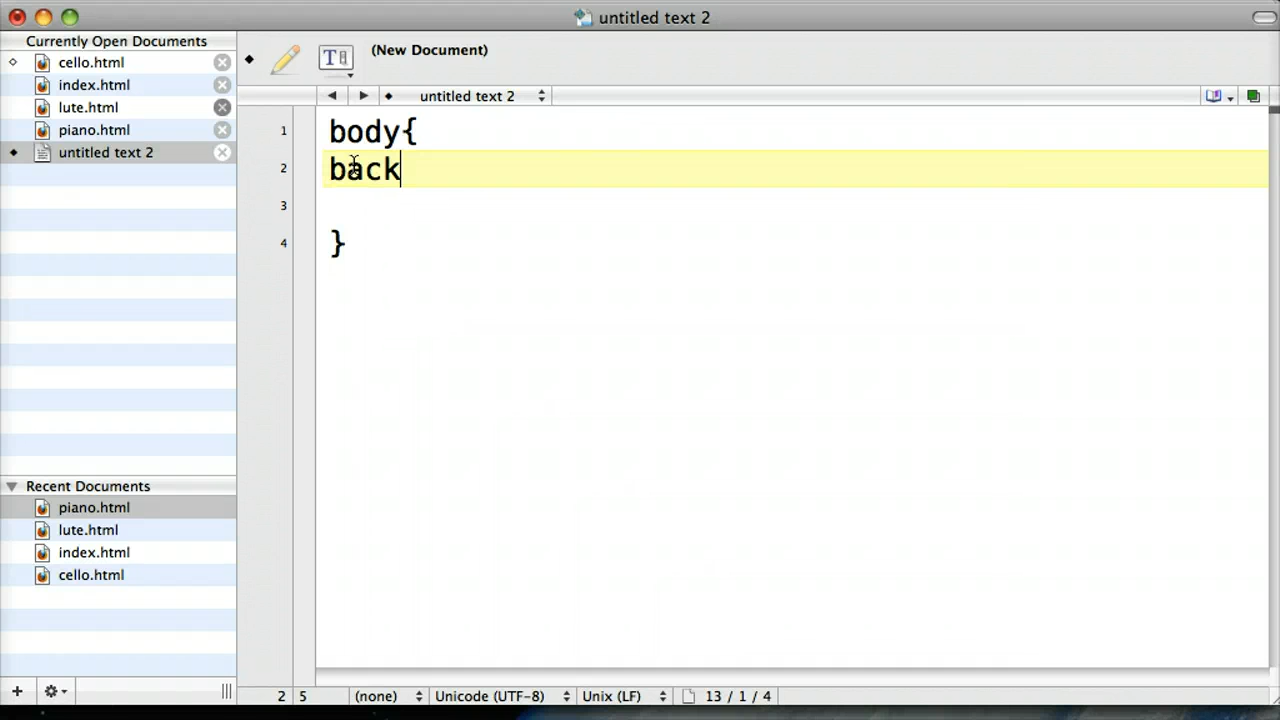 untitled text 2
Currently Open Documents
cello.html
index.html
lute.html
piano.html
untitled text 2
(New Document)
untitled text 2
1 body{
2 back
3
4 }
Recent Documents
piano.html
lute.html
index.html
cello.html
2 5 (none) Unicode (UTF-8) Unix (LF) 13 / 1 / 4